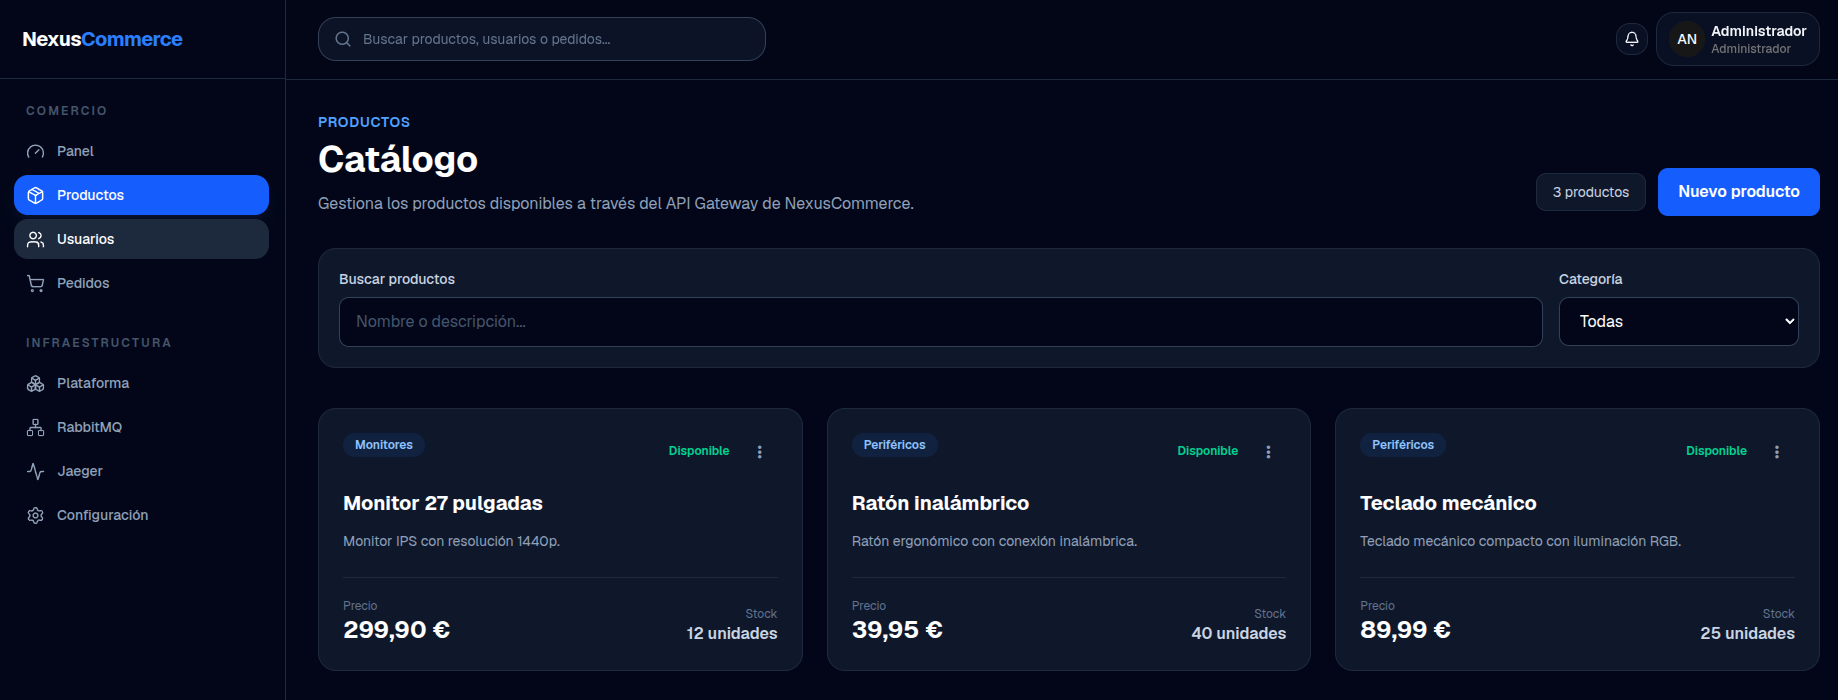 NexusCommerce
Buscar productos, usuarios o pedidos...
AN
Administrador
Administrador
COMERCIO
Panel
Productos
Usuarios
Pedidos
INFRAESTRUCTURA
Plataforma
RabbitMQ
Jaeger
Configuración
PRODUCTOS
Catálogo
Gestiona los productos disponibles a través del API Gateway de NexusCommerce.
3 productos
Nuevo producto
Buscar productos
Nombre o descripción...
Categoría
Todas
Monitores
Disponible
Monitor 27 pulgadas
Monitor IPS con resolución 1440p.
Precio
299,90 €
Stock
12 unidades
Periféricos
Disponible
Ratón inalámbrico
Ratón ergonómico con conexión inalámbrica.
Precio
39,95 €
Stock
40 unidades
Periféricos
Disponible
Teclado mecánico
Teclado mecánico compacto con iluminación RGB.
Precio
89,99 €
Stock
25 unidades